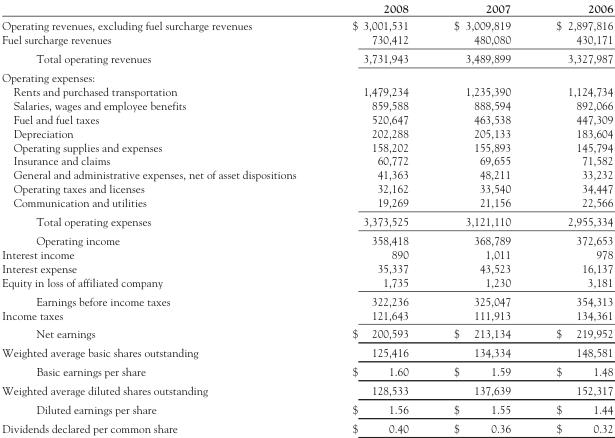 2008 2007 2006
Operating revenues, excluding fuel surcharge revenues $ 3,001,531 $ 3,009,819 $ 2,897,816
Fuel surcharge revenues 730,412 480,080 430,171
Total operating revenues 3,731,943 3,489,899 3,327,987
Operating expenses:
Rents and purchased transportation 1,479,234 1,235,390 1,124,734
Salaries, wages and employee benefits 859,588 888,594 892,066
Fuel and fuel taxes 520,647 463,538 447,309
Depreciation 202,288 205,133 183,604
Operating supplies and expenses 158,202 155,893 145,794
Insurance and claims 60,772 69,655 71,582
General and administrative expenses, net of asset dispositions 41,363 48,211 33,232
Operating taxes and licenses 32,162 33,540 34,447
Communication and utilities 19,269 21,156 22,566
Total operating expenses 3,373,525 3,121,110 2,955,334
Operating income 358,418 368,789 372,653
Interest income 890 1,011 978
Interest expense 35,337 43,523 16,137
Equity in loss of affiliated company 1,735 1,230 3,181
Earnings before income taxes 322,236 325,047 354,313
Income taxes 121,643 111,913 134,361
Net earnings $ 200,593 $ 213,134 $ 219,952
Weighted average basic shares outstanding 125,416 134,334 148,581
Basic earnings per share $ 1.60 $ 1.59 $ 1.48
Weighted average diluted shares outstanding 128,533 137,639 152,317
Diluted earnings per share $ 1.56 $ 1.55 $ 1.44
Dividends declared per common share $ 0.40 $ 0.36 $ 0.32